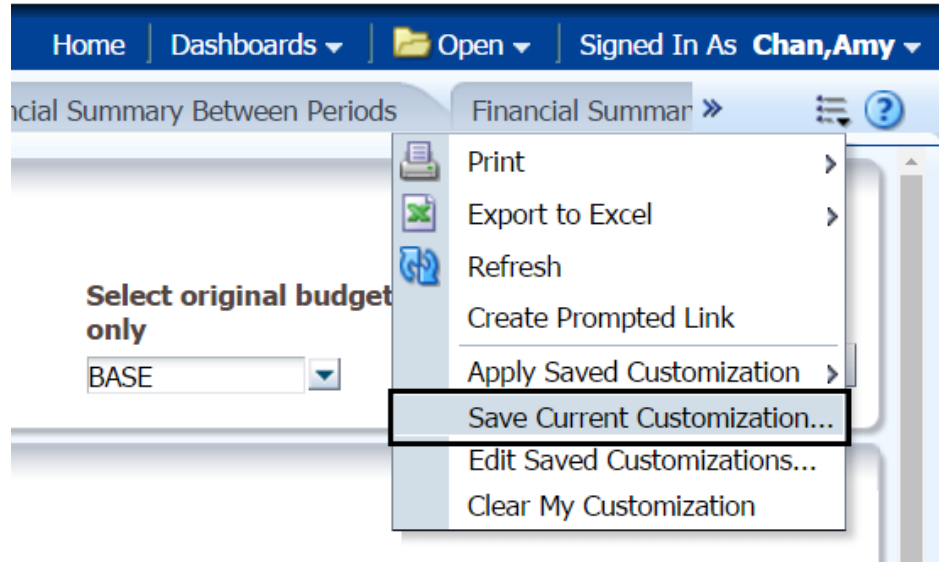 Home Dashboards Open Signed In As Chan,Amy
ncial Summary Between Periods Financial Summar »
Print
Export to Excel
Refresh
Select original budget
only
Create Prompted Link
BASE
Apply Saved Customization
Save Current Customization...
Edit Saved Customizations...
Clear My Customization